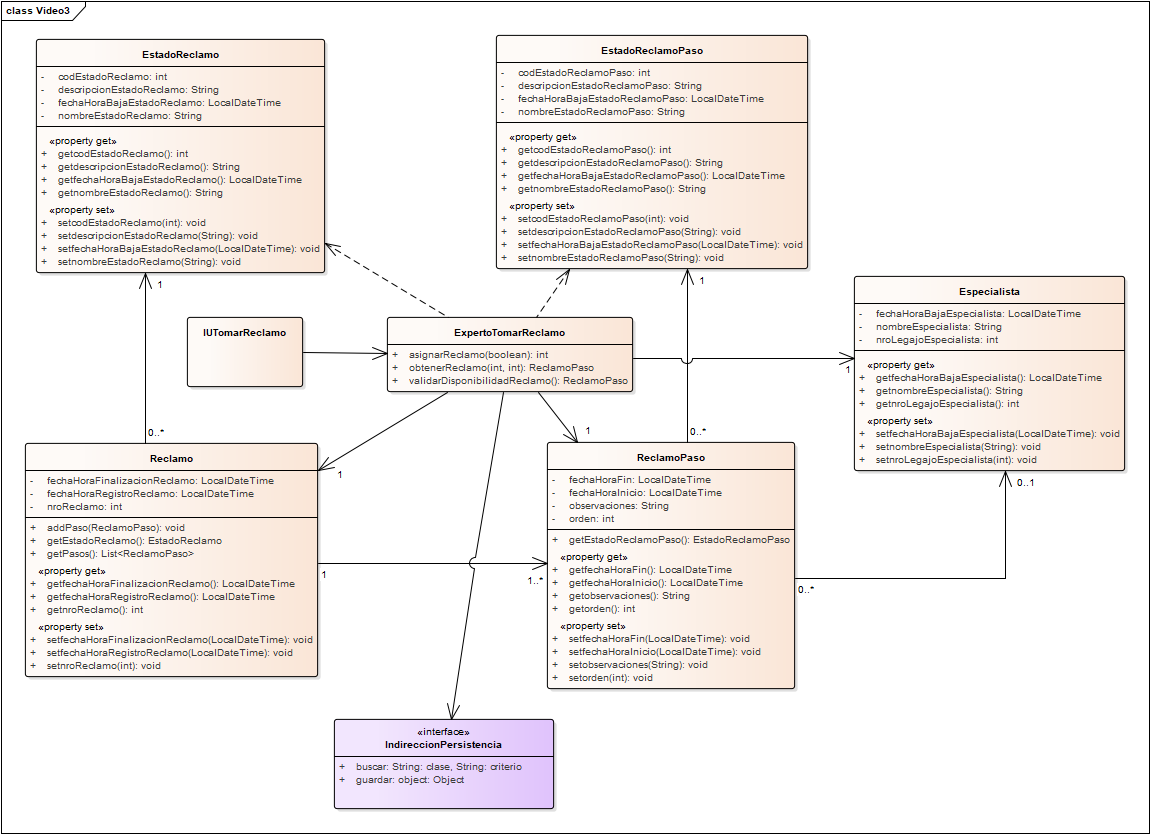 class Video3
EstadoReclamo
- codEstadoReclamo: int
- descripcionEstadoReclamo: String
- fechaHoraBajaEstadoReclamo: LocalDateTime
- nombreEstadoReclamo: String
«property get»
+ getcodEstadoReclamo(): int
+ getdescripcionEstadoReclamo(): String
+ getfechaHoraBajaEstadoReclamo(): LocalDateTime
+ getnombreEstadoReclamo(): String
«property set»
+ setcodEstadoReclamo(int): void
+ setdescripcionEstadoReclamo(String): void
+ setfechaHoraBajaEstadoReclamo(LocalDateTime): void
+ setnombreEstadoReclamo(String): void
EstadoReclamoPaso
- codEstadoReclamoPaso: int
- descripcionEstadoReclamoPaso: String
- fechaHoraBajaEstadoReclamoPaso: LocalDateTime
- nombreEstadoReclamoPaso: String
«property get»
+ getcodEstadoReclamoPaso(): int
+ getdescripcionEstadoReclamoPaso(): String
+ getfechaHoraBajaEstadoReclamoPaso(): LocalDateTime
+ getnombreEstadoReclamoPaso(): String
«property set»
+ setcodEstadoReclamoPaso(int): void
+ setdescripcionEstadoReclamoPaso(String): void
+ setfechaHoraBajaEstadoReclamoPaso(LocalDateTime): void
+ setnombreEstadoReclamoPaso(String): void
1
1
Especialista
- fechaHoraBajaEspecialista: LocalDateTime
- nombreEspecialista: String
- nroLegajoEspecialista: int
«property get»
+ getfechaHoraBajaEspecialista(): LocalDateTime
+ getnombreEspecialista(): String
+ getnroLegajoEspecialista(): int
«property set»
+ setfechaHoraBajaEspecialista(LocalDateTime): void
+ setnombreEspecialista(String): void
+ setnroLegajoEspecialista(int): void
IUTomarReclamo
ExpertoTomarReclamo
+ asignarReclamo(boolean): int
+ obtenerReclamo(int, int): ReclamoPaso
+ validarDisponibilidadReclamo(): ReclamoPaso
1
0..*
1
1
0..*
0..1
Reclamo
- fechaHoraFinalizacionReclamo: LocalDateTime
- fechaHoraRegistroReclamo: LocalDateTime
- nroReclamo: int
+ addPaso(ReclamoPaso): void
+ getEstadoReclamo(): EstadoReclamo
+ getPasos(): List<ReclamoPaso>
«property get»
+ getfechaHoraFinalizacionReclamo(): LocalDateTime
+ getfechaHoraRegistroReclamo(): LocalDateTime
+ getnroReclamo(): int
«property set»
+ setfechaHoraFinalizacionReclamo(LocalDateTime): void
+ setfechaHoraRegistroReclamo(LocalDateTime): void
+ setnroReclamo(int): void
1
1..*
ReclamoPaso
- fechaHoraFin: LocalDateTime
- fechaHoraInicio: LocalDateTime
- observaciones: String
- orden: int
+ getEstadoReclamoPaso(): EstadoReclamoPaso
«property get»
+ getfechaHoraFin(): LocalDateTime
+ getfechaHoraInicio(): LocalDateTime
+ getobservaciones(): String
+ getorden(): int
«property set»
+ setfechaHoraFin(LocalDateTime): void
+ setfechaHoraInicio(LocalDateTime): void
+ setobservaciones(String): void
+ setorden(int): void
0..*
«interface»
IndireccionPersistencia
+ buscar: String: clase, String: criterio
+ guardar: object: Object